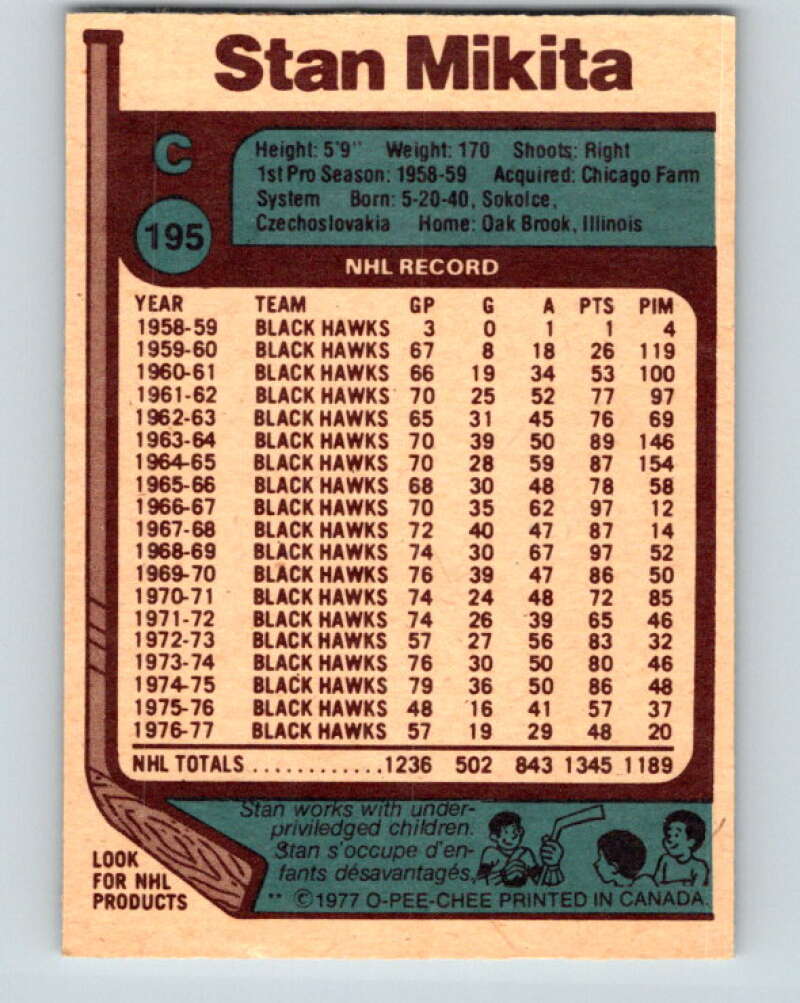 Stan Mikita
C
195
Height: 5'9" Weight: 170 Shoots: Right
1st Pro Season: 1958-59 Acquired: Chicago Farm
System Born: 5-20-40, Sokolce,
Czechoslovakia Home: Oak Brook, Illinois
NHL RECORD
YEAR TEAM GP G A PTS PIM
1958-59 BLACK HAWKS 3 0 1 1 4
1959-60 BLACK HAWKS 67 8 18 26 119
1960-61 BLACK HAWKS 66 19 34 53 100
1961-62 BLACK HAWKS 70 25 52 77 97
1962-63 BLACK HAWKS 65 31 45 76 69
1963-64 BLACK HAWKS 70 39 50 89 146
1964-65 BLACK HAWKS 70 28 59 87 154
1965-66 BLACK HAWKS 68 30 48 78 58
1966-67 BLACK HAWKS 70 35 62 97 12
1967-68 BLACK HAWKS 72 40 47 87 14
1968-69 BLACK HAWKS 74 30 67 97 52
1969-70 BLACK HAWKS 76 39 47 86 50
1970-71 BLACK HAWKS 74 24 48 72 85
1971-72 BLACK HAWKS 74 26 39 65 46
1972-73 BLACK HAWKS 57 27 56 83 32
1973-74 BLACK HAWKS 76 30 50 80 46
1974-75 BLACK HAWKS 79 36 50 86 48
1975-76 BLACK HAWKS 48 16 41 57 37
1976-77 BLACK HAWKS 57 19 29 48 20
NHL TOTALS............1236 502 843 1345 1189
Stan works with under-
priviledged children.
Stan s'occupe d'en-
fants désavantagés.
LOOK
FOR NHL
PRODUCTS
** ©1977 O-PEE-CHEE PRINTED IN CANADA.